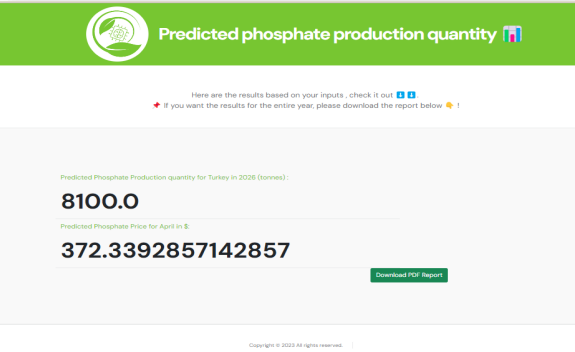 Predicted phosphate production quantity 📊
Here are the results based on your inputs , check it out ⬇️ ⬇️.
📌 If you want the results for the entire year, please download the report below 👇 !
Predicted Phosphate Production quantity for Turkey in 2026 (tonnes) :
8100.0
Predicted Phosphate Price for April in $:
372.3392857142857
Download PDF Report
Copyright © 2023 All rights reserved.